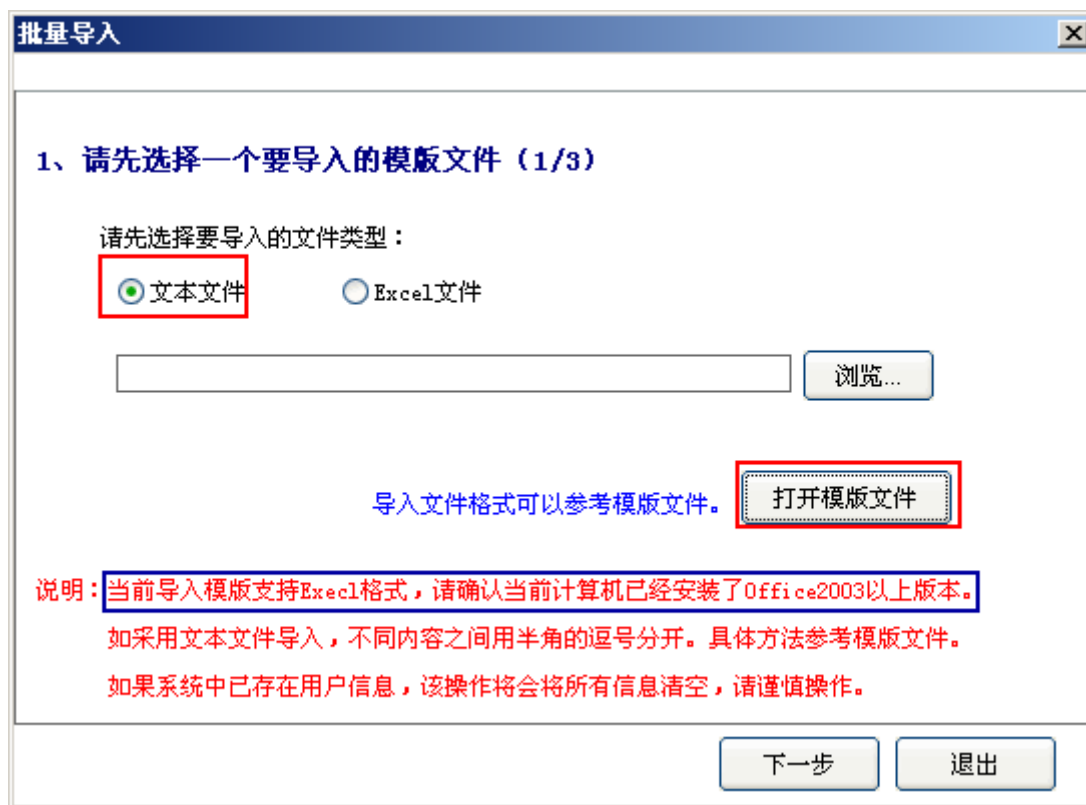 批量导入
1、请先选择一个要导入的模版文件（1/3）
请先选择要导入的文件类型：
文本文件 Excel文件
浏览...
导入文件格式可以参考模版文件。 打开模版文件
说明：当前导入模版支持Execl格式，请确认当前计算机已经安装了Office2003以上版本。
如采用文本文件导入，不同内容之间用半角的逗号分开。具体方法参考模版文件。
如果系统中已存在用户信息，该操作将会将所有信息清空，请谨慎操作。
下一步 退出